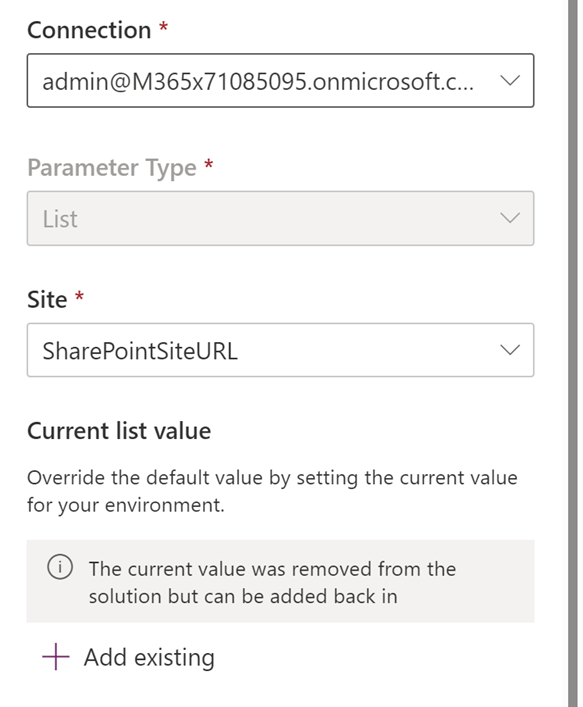 Connection *
admin@M365x71085095.onmicrosoft.c...
Parameter Type *
List
Site *
SharePointSiteURL
Current list value
Override the default value by setting the current value
for your environment.
The current value was removed from the
solution but can be added back in
Add existing